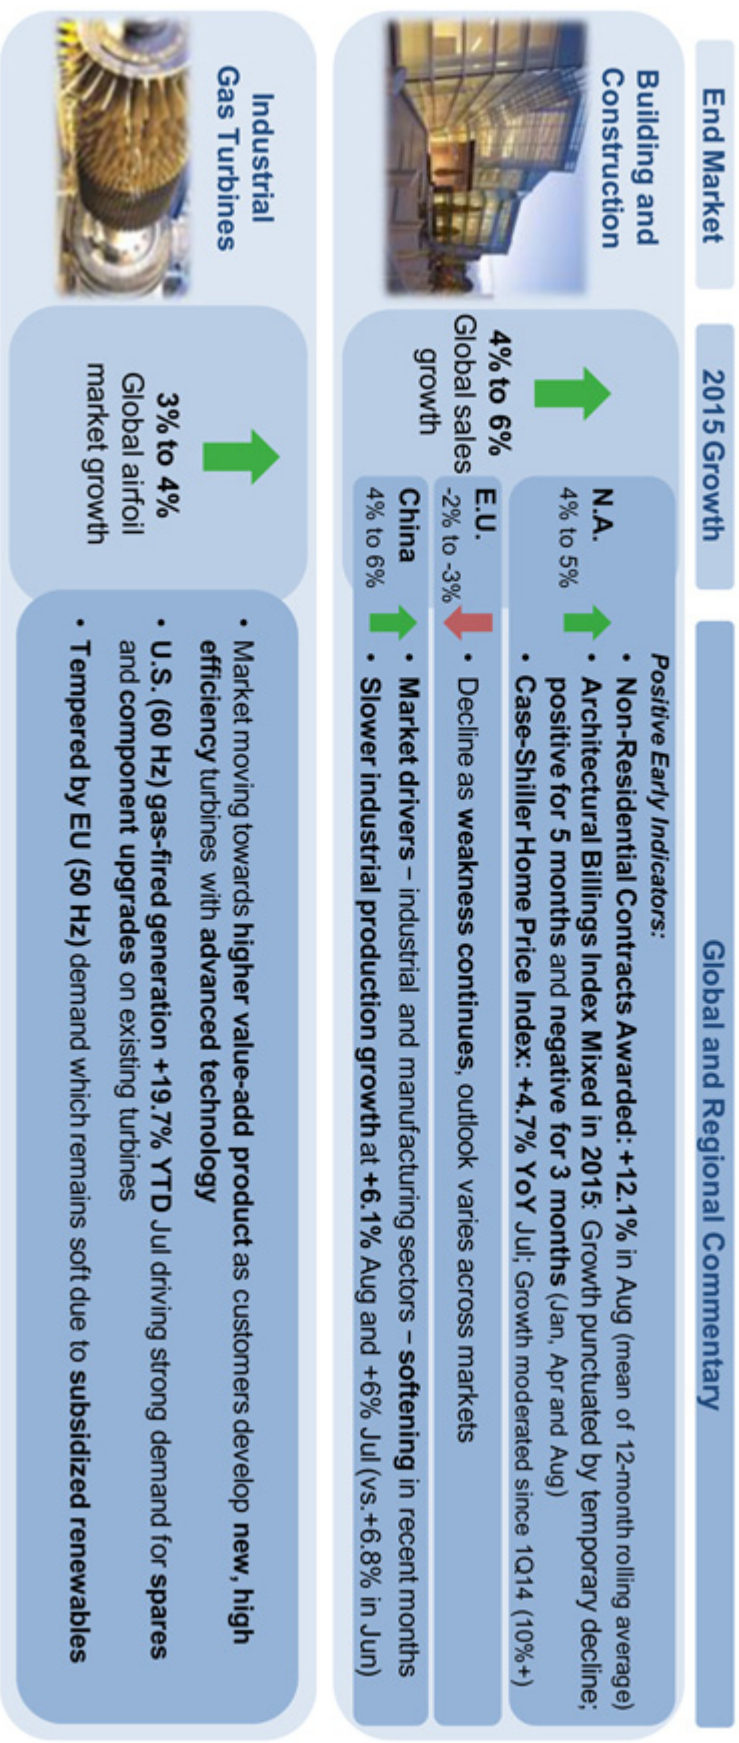 End Market
2015 Growth
Global and Regional Commentary
Building and
Construction
4% to 6%
Global sales
growth
N.A.
4% to 5%
Positive Early Indicators:
• Non-Residential Contracts Awarded: +12.1% in Aug (mean of 12-month rolling average)
• Architectural Billings Index Mixed in 2015: Growth punctuated by temporary decline;
positive for 5 months and negative for 3 months (Jan, Apr and Aug)
• Case-Shiller Home Price Index: +4.7% YoY Jul; Growth moderated since 1Q14 (10%+)
E.U.
-2% to -3%
• Decline as weakness continues, outlook varies across markets
China
4% to 6%
• Market drivers – industrial and manufacturing sectors – softening in recent months
• Slower industrial production growth at +6.1% Aug and +6% Jul (vs.+6.8% in Jun)
Industrial
Gas Turbines
3% to 4%
Global airfoil
market growth
• Market moving towards higher value-add product as customers develop new, high
efficiency turbines with advanced technology
• U.S. (60 Hz) gas-fired generation +19.7% YTD Jul driving strong demand for spares
and component upgrades on existing turbines
• Tempered by EU (50 Hz) demand which remains soft due to subsidized renewables